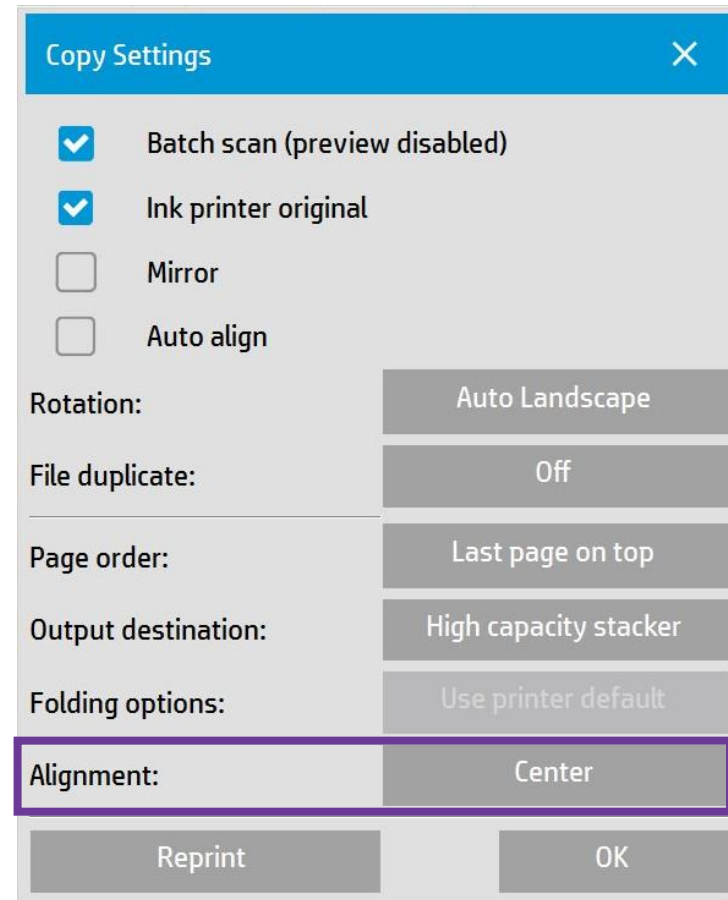 Copy Settings
Batch scan (preview disabled)
Ink printer original
Mirror
Auto align
Rotation: Auto Landscape
File duplicate: Off
Page order: Last page on top
Output destination: High capacity stacker
Folding options: Use printer default
Alignment: Center
Reprint OK